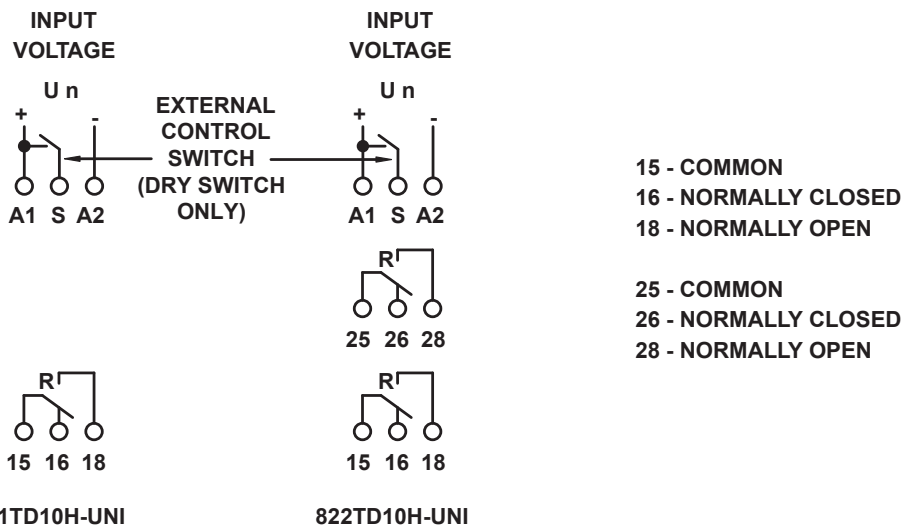 INPUT
VOLTAGE
U n
+ -
A1 S A2
EXTERNAL
CONTROL
SWITCH
(DRY SWITCH
ONLY)
INPUT
VOLTAGE
U n
+ -
A1 S A2
R
25 26 28
R
15 16 18
R
15 16 18
1TD10H-UNI
822TD10H-UNI
15 - COMMON
16 - NORMALLY CLOSED
18 - NORMALLY OPEN
25 - COMMON
26 - NORMALLY CLOSED
28 - NORMALLY OPEN